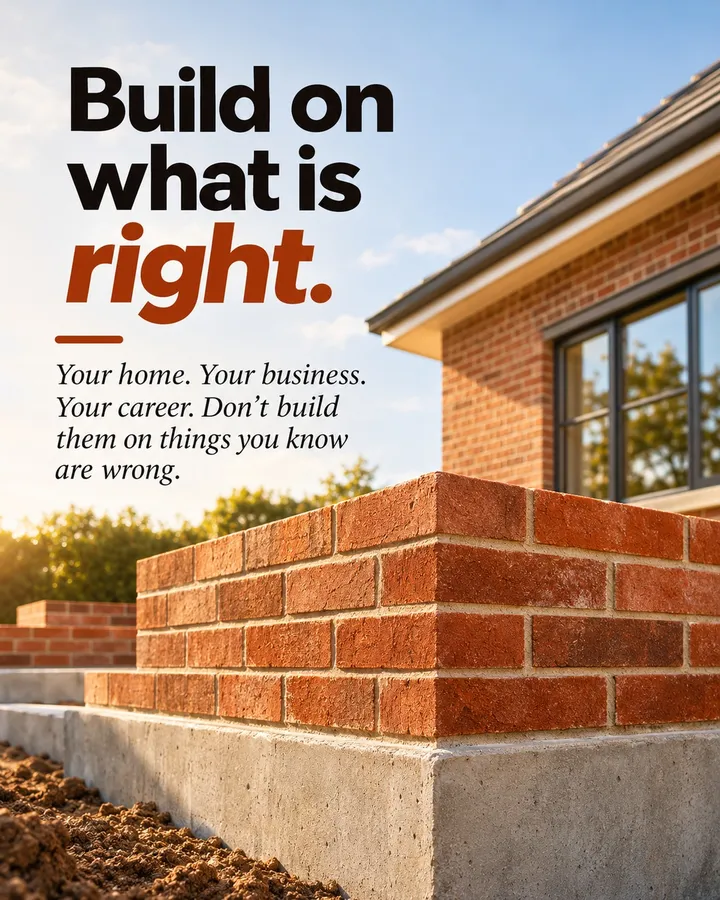 Build on
what is
right.
Your home. Your business.
Your career. Don’t build
them on things you know
are wrong.